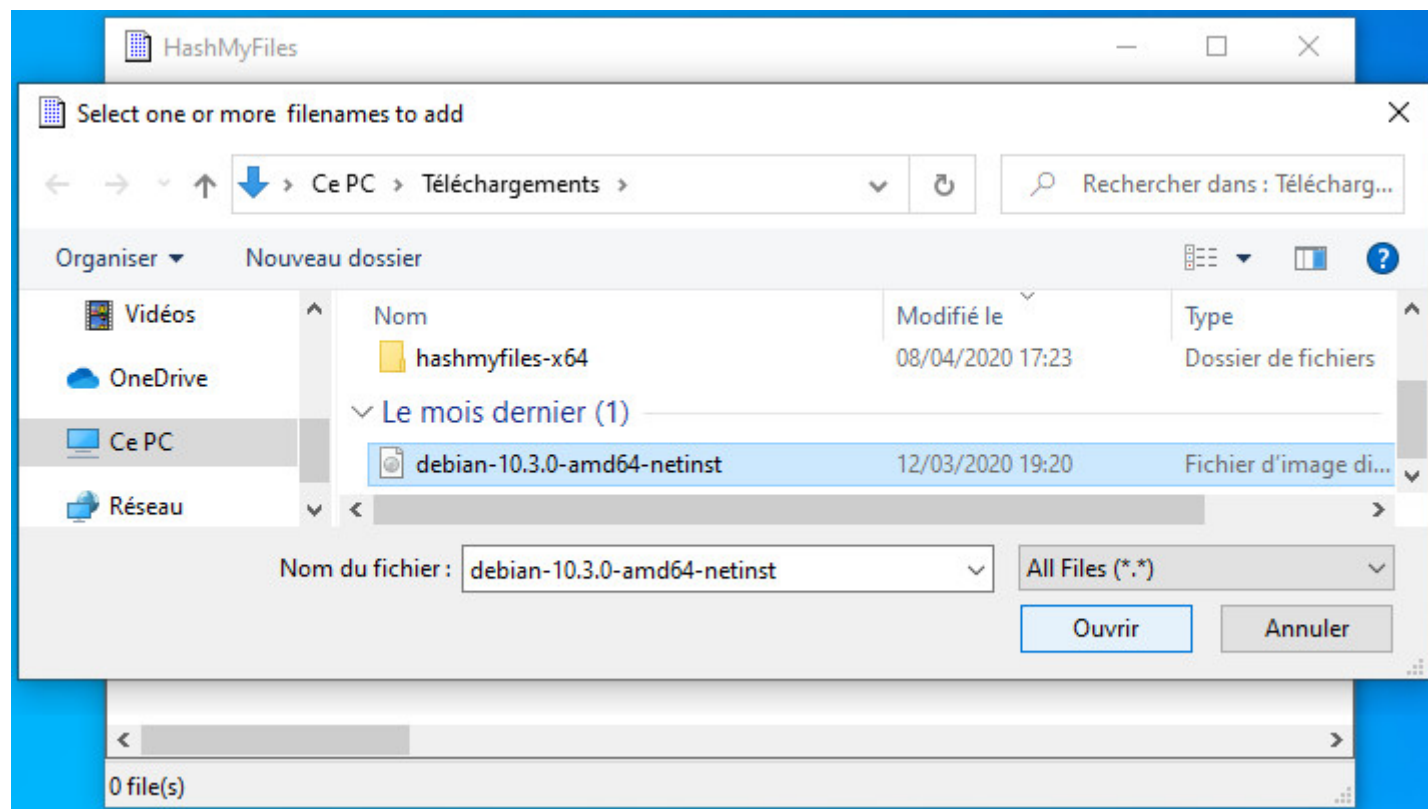 HashMyFiles
Select one or more filenames to add
Ce PC > Téléchargements >
Rechercher dans : Télécharg...
Organiser
Nouveau dossier
Vidéos
OneDrive
Ce PC
Réseau
Nom
Modifié le
Type
hashmyfiles-x64
08/04/2020 17:23
Dossier de fichiers
Le mois dernier (1)
debian-10.3.0-amd64-netinst
12/03/2020 19:20
Fichier d'image di...
Nom du fichier :
debian-10.3.0-amd64-netinst
All Files (*.*)
Ouvrir
Annuler
0 file(s)